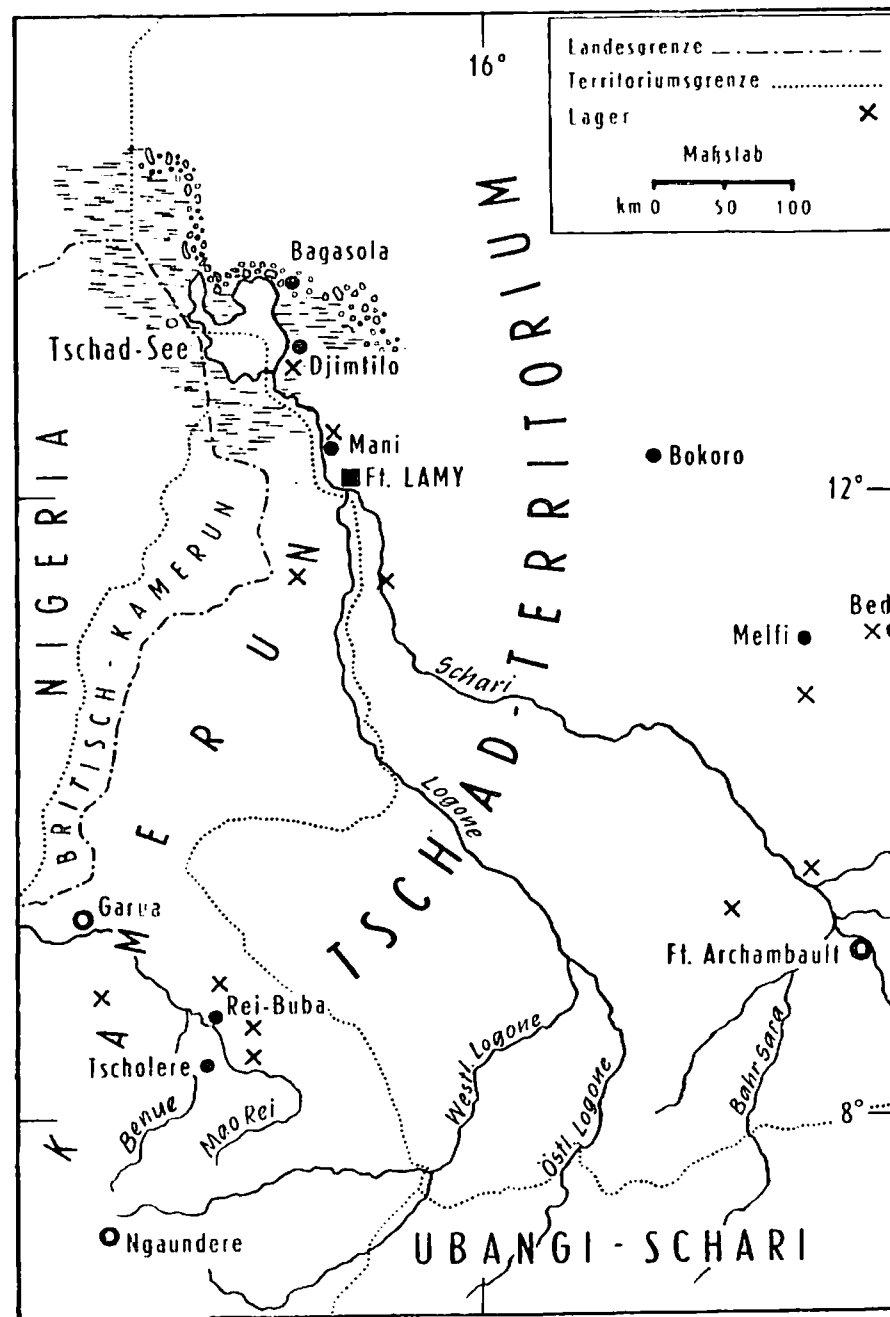 16°
Landesgrenze
Territoriumsgrenze
Lager
Maßstab
km 0 50 100
Bagasola
Tschad-See
Djimtilo
Mani
Ft. LAMY
Bokoro
12°
NIGERIA
BRITISCH-KAMERUN
KAMERUN
TSCHAD-TERRITORIUM
Melfi
Bed
Schari
Logone
Garua
Ft. Archambault
Rei-Buba
Tscholere
Benue
Mao Rei
Westl. Logone
Östl. Logone
Bahr Sara
8°
Ngaundere
UBANGI-SCHARI